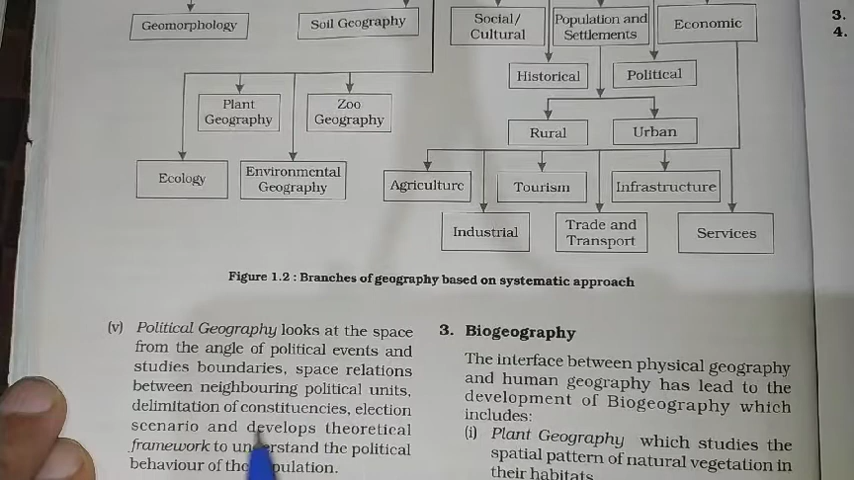 Geomorphology
Soil Geography
Social/
Cultural
Population and
Settlements
Economic
3.
4.
Historical
Political
Plant
Geography
Zoo
Geography
Rural
Urban
Ecology
Environmental
Geography
Agriculture
Tourism
Infrastructure
Industrial
Trade and
Transport
Services
Figure 1.2 : Branches of geography based on systematic approach
(v) Political Geography looks at the space
from the angle of political events and
studies boundaries, space relations
between neighbouring political units,
delimitation of constituencies, election
scenario and develops theoretical
framework to understand the political
behaviour of the population.
3. Biogeography
The interface between physical geography
and human geography has lead to the
development of Biogeography which
includes:
(i) Plant Geography which studies the
spatial pattern of natural vegetation in
their habitats